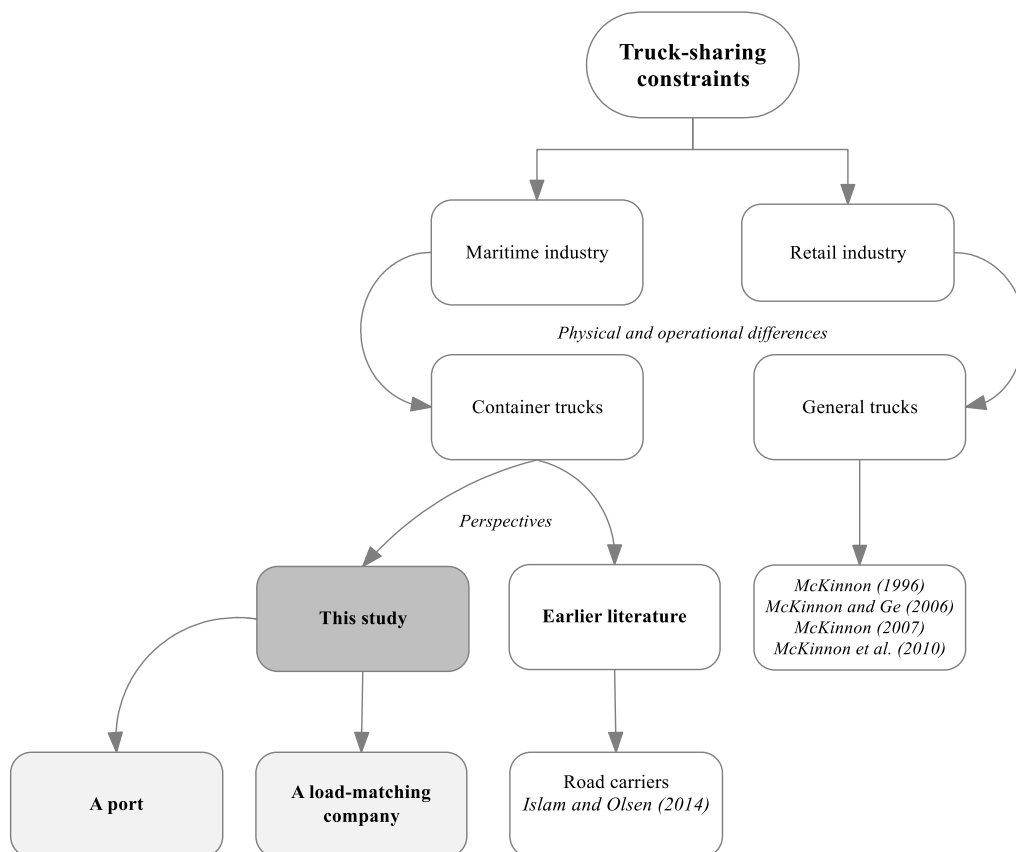 Truck-sharing
constraints
Maritime industry
Retail industry
Physical and operational differences
Container trucks
General trucks
Perspectives
This study
Earlier literature
McKinnon (1996)
McKinnon and Ge (2006)
McKinnon (2007)
McKinnon et al. (2010)
A port
A load-matching
company
Road carriers
Islam and Olsen (2014)